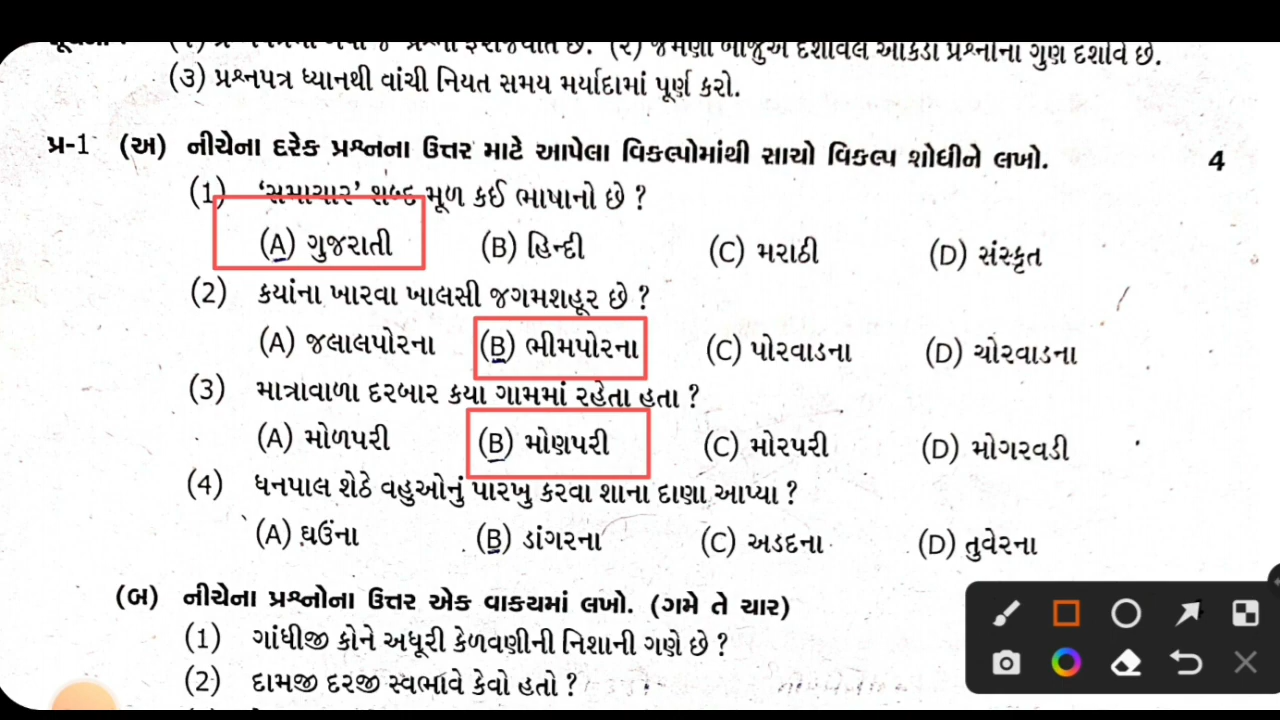 (૩) પ્રશ્નપત્ર ધ્યાનથી વાંચી નિયત સમય મર્યાદામાં પૂર્ણ કરો.
પ્ર-1 (અ) નીચેના દરેક પ્રશ્નના ઉત્તર માટે આપેલા વિકલ્પોમાંથી સાચો વિકલ્પ શોધીને લખો. 4
(1) ‘સમાચાર’ શબ્દ મૂળ કઈ ભાષાનો છે ?
(A) ગુજરાતી (B) હિન્દી (C) મરાઠી (D) સંસ્કૃત
(2) કયાંના ખારવા ખાલસી જગમશહૂર છે ?
(A) જલાલપોરના (B) ભીમપોરના (C) પોરવાડના (D) ચોરવાડના
(3) માત્રાવાળા દરબાર કયા ગામમાં રહેતા હતા ?
(A) મોળપરી (B) મોણપરી (C) મોરપરી (D) મોગરવડી
(4) ધનપાલ શેઠે વહુઓનું પારખુ કરવા શાના દાણા આપ્યા ?
(A) ઘઉંના (B) ડાંગરના (C) અડદના (D) તુવેરના
(બ) નીચેના પ્રશ્નોના ઉત્તર એક વાકયમાં લખો. (ગમે તે ચાર)
(1) ગાંધીજી કોને અધૂરી કેળવણીની નિશાની ગણે છે ?
(2) દામજી દરજી સ્વભાવે કેવો હતો ?